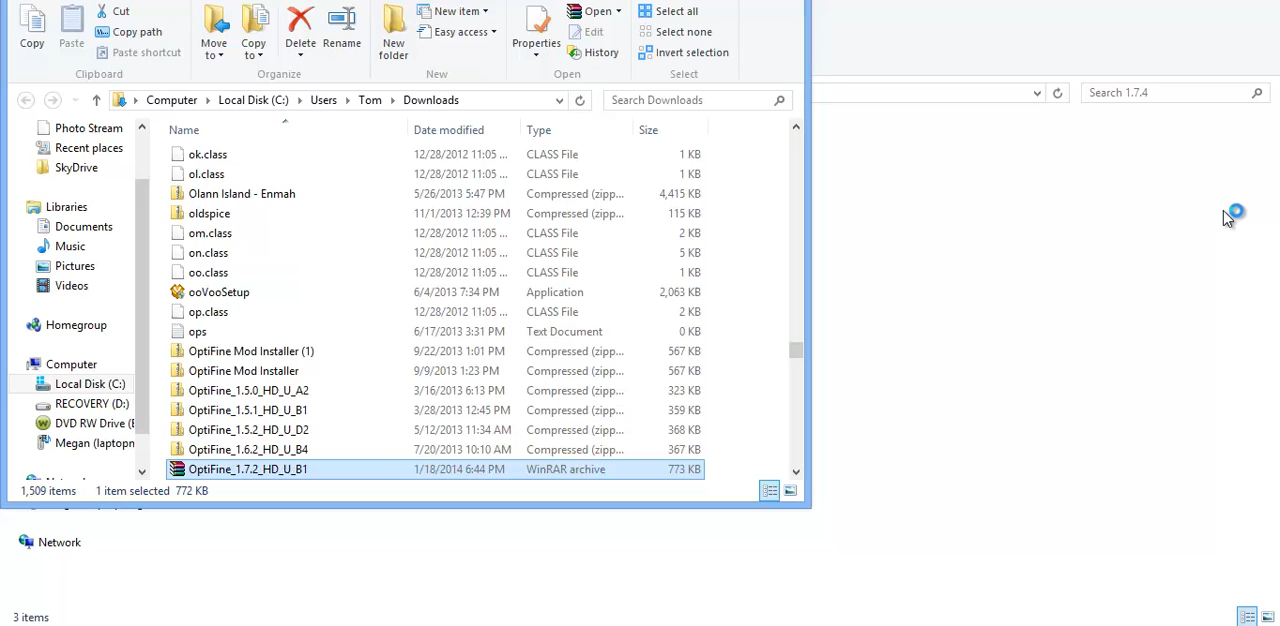 Cut
Copy path
Paste shortcut
Copy
Paste
Clipboard
Move to
Copy to
Delete
Rename
Organize
New item
Easy access
New folder
New
Properties
Open
Edit
History
Open
Select all
Select none
Invert selection
Select
Computer Local Disk (C:) Users Tom Downloads
Search Downloads
Search 1.7.4
Photo Stream
Recent places
SkyDrive
Libraries
Documents
Music
Pictures
Videos
Homegroup
Computer
Local Disk (C:)
RECOVERY (D:)
DVD RW Drive (E
Megan (laptopn
Name Date modified Type Size
ok.class 12/28/2012 11:05 ... CLASS File 1 KB
ol.class 12/28/2012 11:05 ... CLASS File 1 KB
Olann Island - Enmah 5/26/2013 5:47 PM Compressed (zipp... 4,415 KB
oldspice 11/1/2013 12:39 PM Compressed (zipp... 115 KB
om.class 12/28/2012 11:05 ... CLASS File 2 KB
on.class 12/28/2012 11:05 ... CLASS File 5 KB
oo.class 12/28/2012 11:05 ... CLASS File 1 KB
ooVooSetup 6/4/2013 7:34 PM Application 2,063 KB
op.class 12/28/2012 11:05 ... CLASS File 2 KB
ops 6/17/2013 3:31 PM Text Document 0 KB
OptiFine Mod Installer (1) 9/22/2013 1:01 PM Compressed (zipp... 567 KB
OptiFine Mod Installer 9/9/2013 1:23 PM Compressed (zipp... 567 KB
OptiFine_1.5.0_HD_U_A2 3/16/2013 6:13 PM Compressed (zipp... 323 KB
OptiFine_1.5.1_HD_U_B1 3/28/2013 12:45 PM Compressed (zipp... 359 KB
OptiFine_1.5.2_HD_U_D2 5/12/2013 11:34 AM Compressed (zipp... 368 KB
OptiFine_1.6.2_HD_U_B4 7/20/2013 10:10 AM Compressed (zipp... 367 KB
OptiFine_1.7.2_HD_U_B1 1/18/2014 6:44 PM WinRAR archive 773 KB
1,509 items 1 item selected 772 KB
Network
3 items